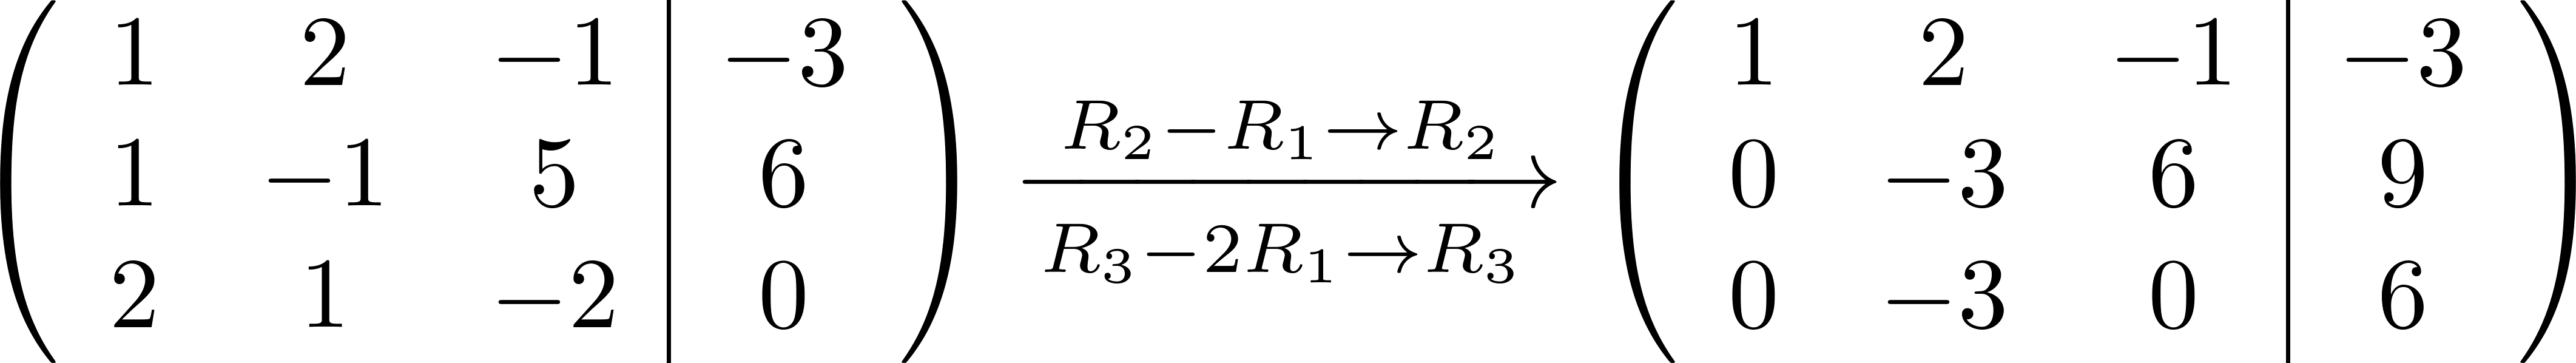 1 2 −1 | −3 R₂−R₁→R₂ 1 2 −1 | −3
1 −1 5 | 6 0 −3 6 | 9
2 1 −2 | 0 R₃−2R₁→R₃ 0 −3 0 | 6